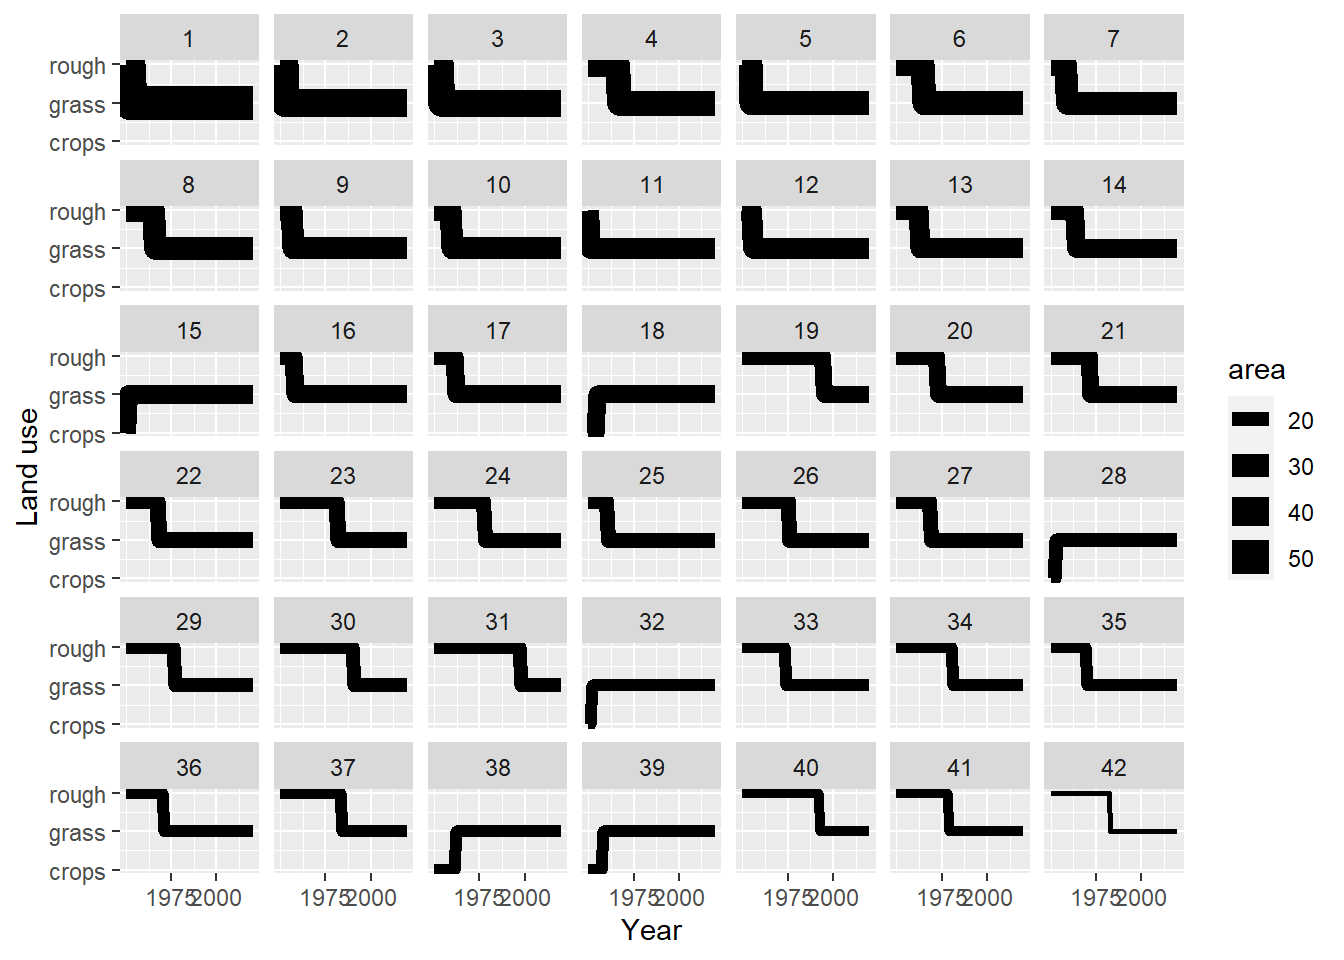 1 2 3 4 5 6 7
rough
grass
crops
8 9 10 11 12 13 14
rough
grass
crops
15 16 17 18 19 20 21
rough
grass
crops
22 23 24 25 26 27 28
rough
grass
crops
29 30 31 32 33 34 35
rough
grass
crops
36 37 38 39 40 41 42
rough
grass
crops
1975 2000 1975 2000 1975 2000 1975 2000 1975 2000 1975 2000 1975 2000
Year
Land use
area
20
30
40
50